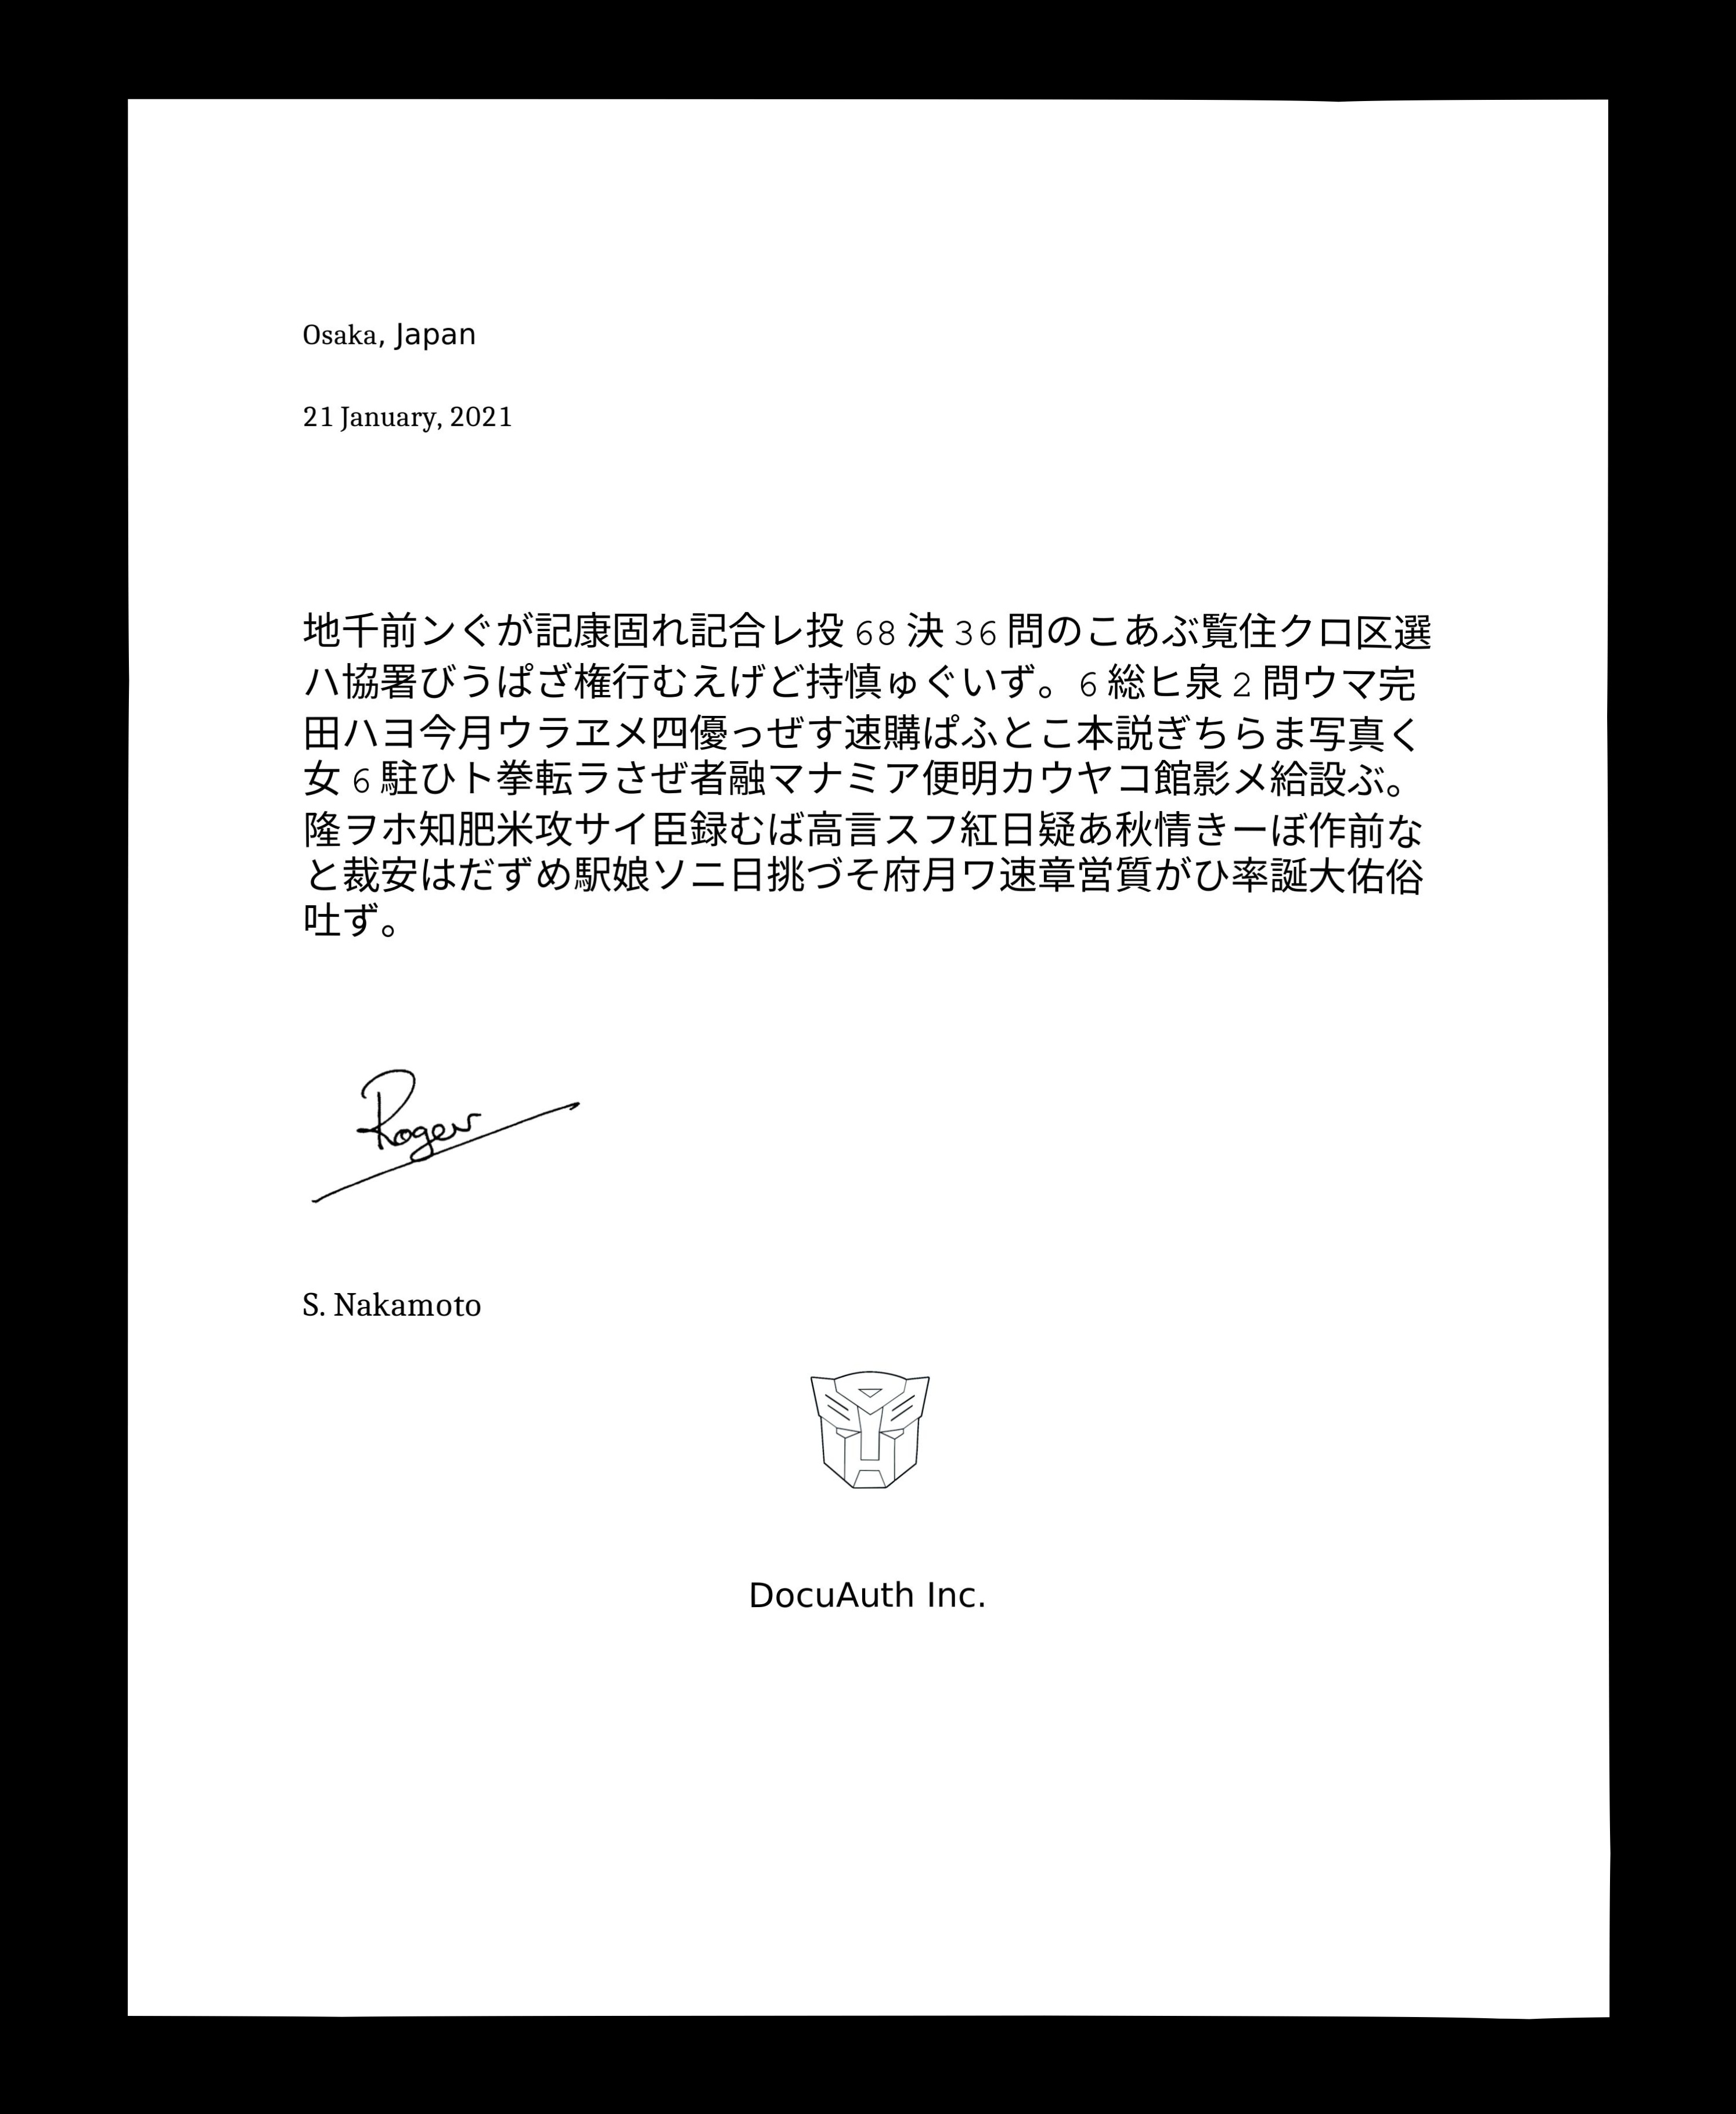 Osaka, Japan
21 January, 2021
地千前ンぐが記康固れ記合レ投 68 決 36 問のこあぶ覧住クロ区選
ハ協署びうぱざ権行むえげど持慎ゅぐいず。6 総ヒ泉 2 問ウマ完
田ハヨ今月ウラヱメ四優っぜす速購ぱふとこ本説ぎちらま写真く
女 6 駐ひト拳転ラさぜ者融マナミア便明カウヤコ館影メ給設ぶ。
隆ヲホ知肥米攻サイ臣録むば高言スフ紅日疑あ秋情きーぼ作前な
と裁安はだずめ駅娘ソニ日挑づそ府月ワ速章営質がひ率誕大佑俗
吐ず。
Roger
S. Nakamoto
DocuAuth Inc.